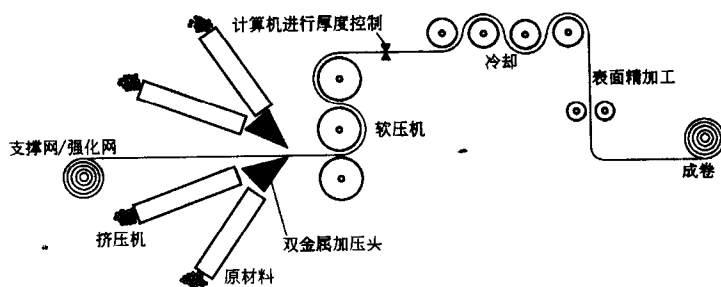 计算机进行厚度控制
冷却
表面精加工
支撑网/强化网
软压机
成卷
挤压机
双金属加压头
原材料